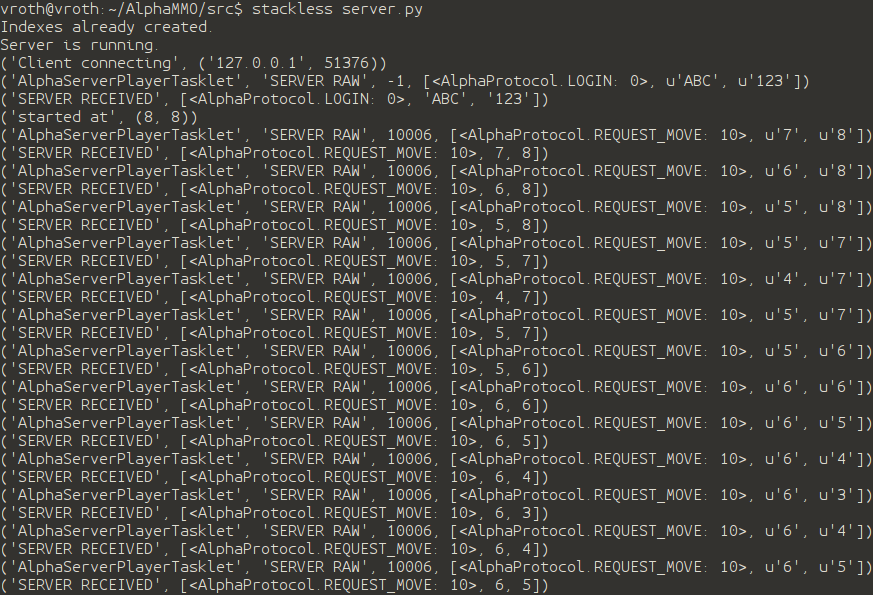 vroth@vroth:~/AlphaMMO/src$ stackless server.py
Indexes already created.
Server is running.
('Client connecting', ('127.0.0.1', 51376))
('AlphaServerPlayerTasklet', 'SERVER RAW', -1, [<AlphaProtocol.LOGIN: 0>, u'ABC', u'123'])
('SERVER RECEIVED', [<AlphaProtocol.LOGIN: 0>, 'ABC', '123'])
('started at', (8, 8))
('AlphaServerPlayerTasklet', 'SERVER RAW', 10006, [<AlphaProtocol.REQUEST_MOVE: 10>, u'7', u'8'])
('SERVER RECEIVED', [<AlphaProtocol.REQUEST_MOVE: 10>, 7, 8])
('AlphaServerPlayerTasklet', 'SERVER RAW', 10006, [<AlphaProtocol.REQUEST_MOVE: 10>, u'6', u'8'])
('SERVER RECEIVED', [<AlphaProtocol.REQUEST_MOVE: 10>, 6, 8])
('AlphaServerPlayerTasklet', 'SERVER RAW', 10006, [<AlphaProtocol.REQUEST_MOVE: 10>, u'5', u'8'])
('SERVER RECEIVED', [<AlphaProtocol.REQUEST_MOVE: 10>, 5, 8])
('AlphaServerPlayerTasklet', 'SERVER RAW', 10006, [<AlphaProtocol.REQUEST_MOVE: 10>, u'5', u'7'])
('SERVER RECEIVED', [<AlphaProtocol.REQUEST_MOVE: 10>, 5, 7])
('AlphaServerPlayerTasklet', 'SERVER RAW', 10006, [<AlphaProtocol.REQUEST_MOVE: 10>, u'4', u'7'])
('SERVER RECEIVED', [<AlphaProtocol.REQUEST_MOVE: 10>, 4, 7])
('AlphaServerPlayerTasklet', 'SERVER RAW', 10006, [<AlphaProtocol.REQUEST_MOVE: 10>, u'5', u'7'])
('SERVER RECEIVED', [<AlphaProtocol.REQUEST_MOVE: 10>, 5, 7])
('AlphaServerPlayerTasklet', 'SERVER RAW', 10006, [<AlphaProtocol.REQUEST_MOVE: 10>, u'5', u'6'])
('SERVER RECEIVED', [<AlphaProtocol.REQUEST_MOVE: 10>, 5, 6])
('AlphaServerPlayerTasklet', 'SERVER RAW', 10006, [<AlphaProtocol.REQUEST_MOVE: 10>, u'6', u'6'])
('SERVER RECEIVED', [<AlphaProtocol.REQUEST_MOVE: 10>, 6, 6])
('AlphaServerPlayerTasklet', 'SERVER RAW', 10006, [<AlphaProtocol.REQUEST_MOVE: 10>, u'6', u'5'])
('SERVER RECEIVED', [<AlphaProtocol.REQUEST_MOVE: 10>, 6, 5])
('AlphaServerPlayerTasklet', 'SERVER RAW', 10006, [<AlphaProtocol.REQUEST_MOVE: 10>, u'6', u'4'])
('SERVER RECEIVED', [<AlphaProtocol.REQUEST_MOVE: 10>, 6, 4])
('AlphaServerPlayerTasklet', 'SERVER RAW', 10006, [<AlphaProtocol.REQUEST_MOVE: 10>, u'6', u'3'])
('SERVER RECEIVED', [<AlphaProtocol.REQUEST_MOVE: 10>, 6, 3])
('AlphaServerPlayerTasklet', 'SERVER RAW', 10006, [<AlphaProtocol.REQUEST_MOVE: 10>, u'6', u'4'])
('SERVER RECEIVED', [<AlphaProtocol.REQUEST_MOVE: 10>, 6, 4])
('AlphaServerPlayerTasklet', 'SERVER RAW', 10006, [<AlphaProtocol.REQUEST_MOVE: 10>, u'6', u'5'])
('SERVER RECEIVED', [<AlphaProtocol.REQUEST_MOVE: 10>, 6, 5])